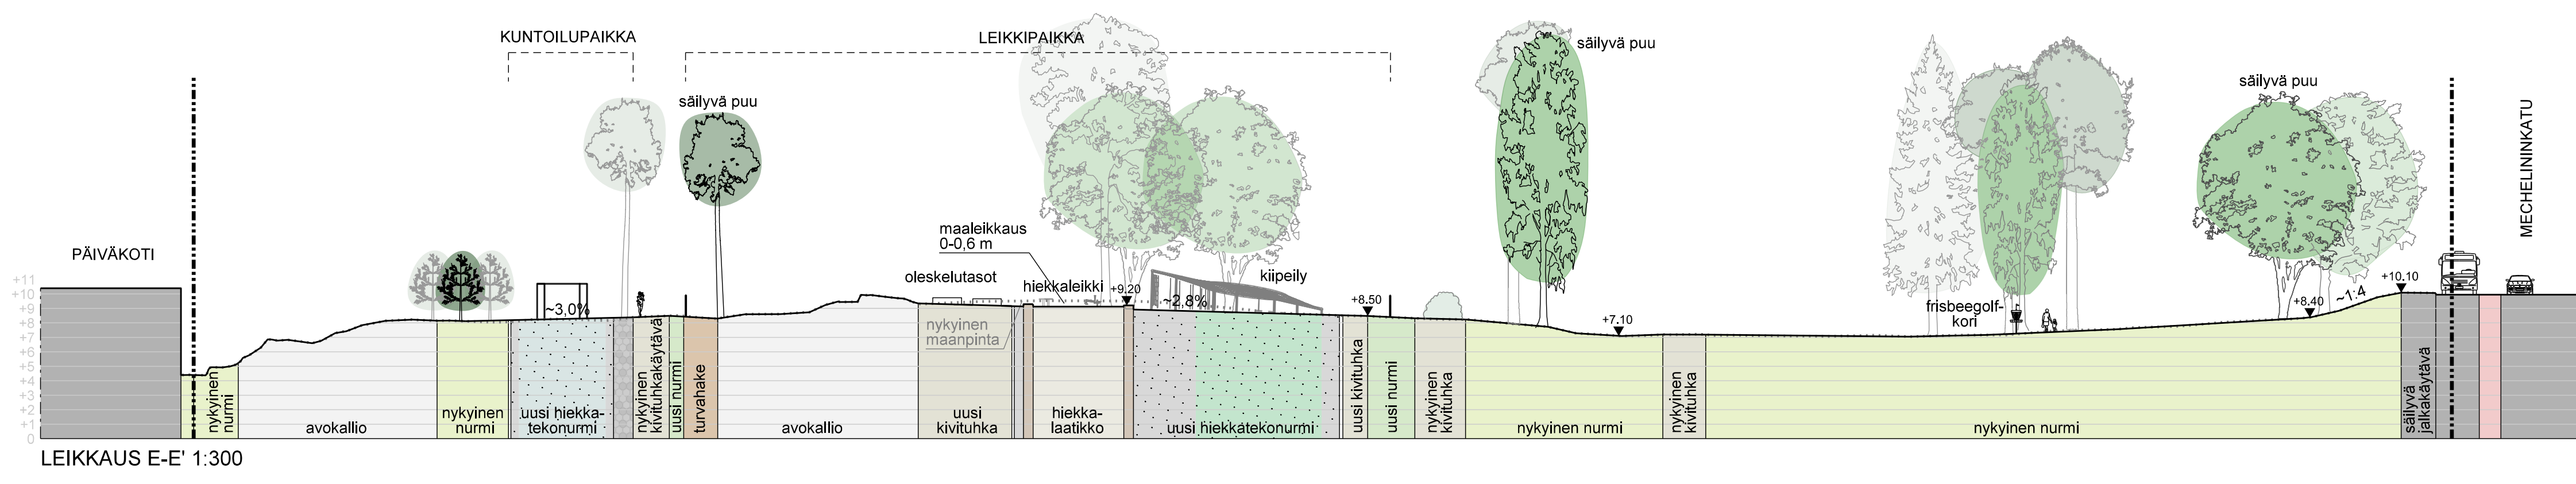 KUNTOILUPAIKKA
LEIKKIPAIKKA
säilyvä puu
säilyvä puu
säilyvä puu
MECHELININKATU
PÄIVÄKOTI
maaleikkaus
0-0,6 m
oleskelutasot
hiekkaleikki
+9.20
kiipeily
~2,8%
~3,0%
+8.50
+7.10
frisbeegolf-
kori
+8.40
~1:4
+10.10
nykyinen
maanpinta
+11
+10
+9
+8
+7
+6
+5
+4
+3
+2
+1
0
nykyinen
nurmi
avokallio
nykyinen
nurmi
uusi hiekka-
tekonurmi
nykyinen
kivituhkakäytävä
uusi nurmi
turvahake
avokallio
uusi
kivituhka
hiekka-
laatikko
uusi hiekkatekonurmi
uusi kivituhka
uusi nurmi
nykyinen
kivituhka
nykyinen nurmi
nykyinen
kivituhka
nykyinen nurmi
säilyvä
jalkakäytävä
LEIKKAUS E-E' 1:300